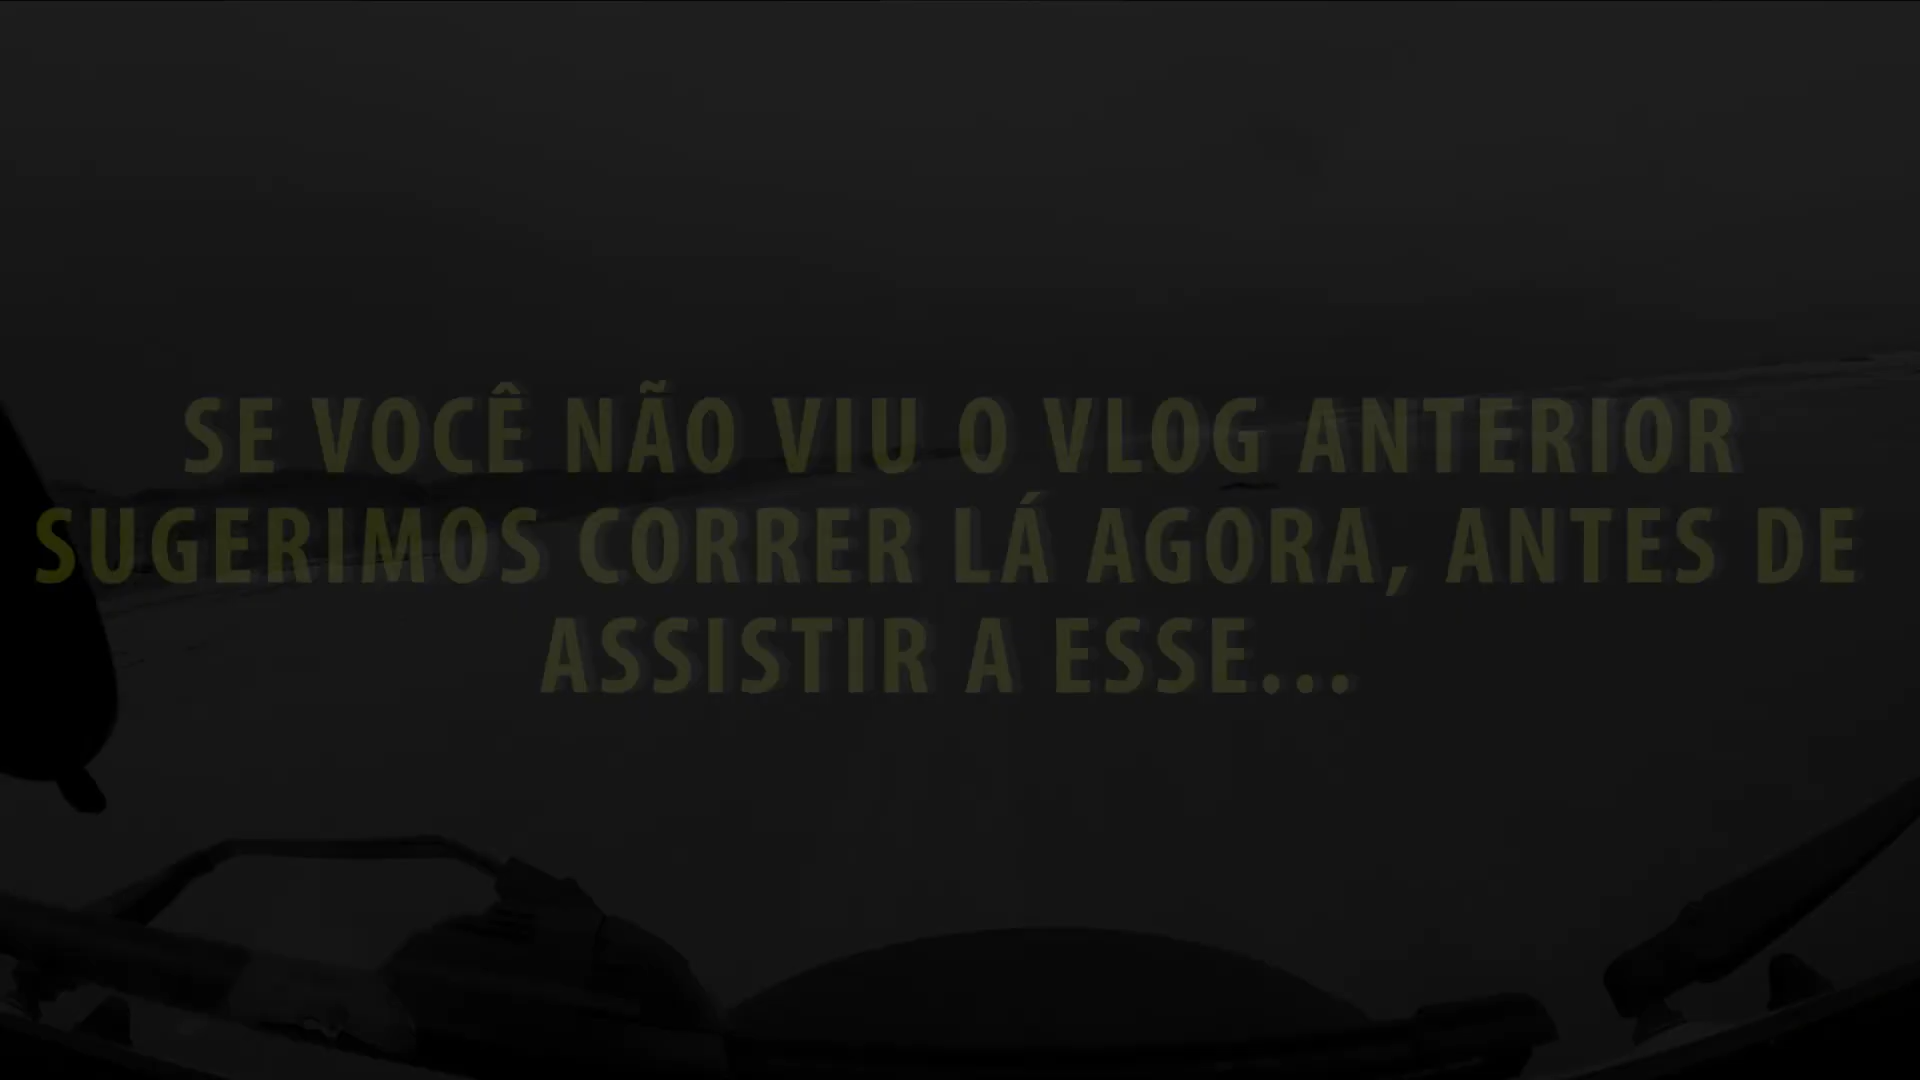 SE VOCÊ NÃO VIU O VLOG ANTERIOR
SUGERIMOS CORRER LÁ AGORA, ANTES DE
ASSISTIR A ESSE...